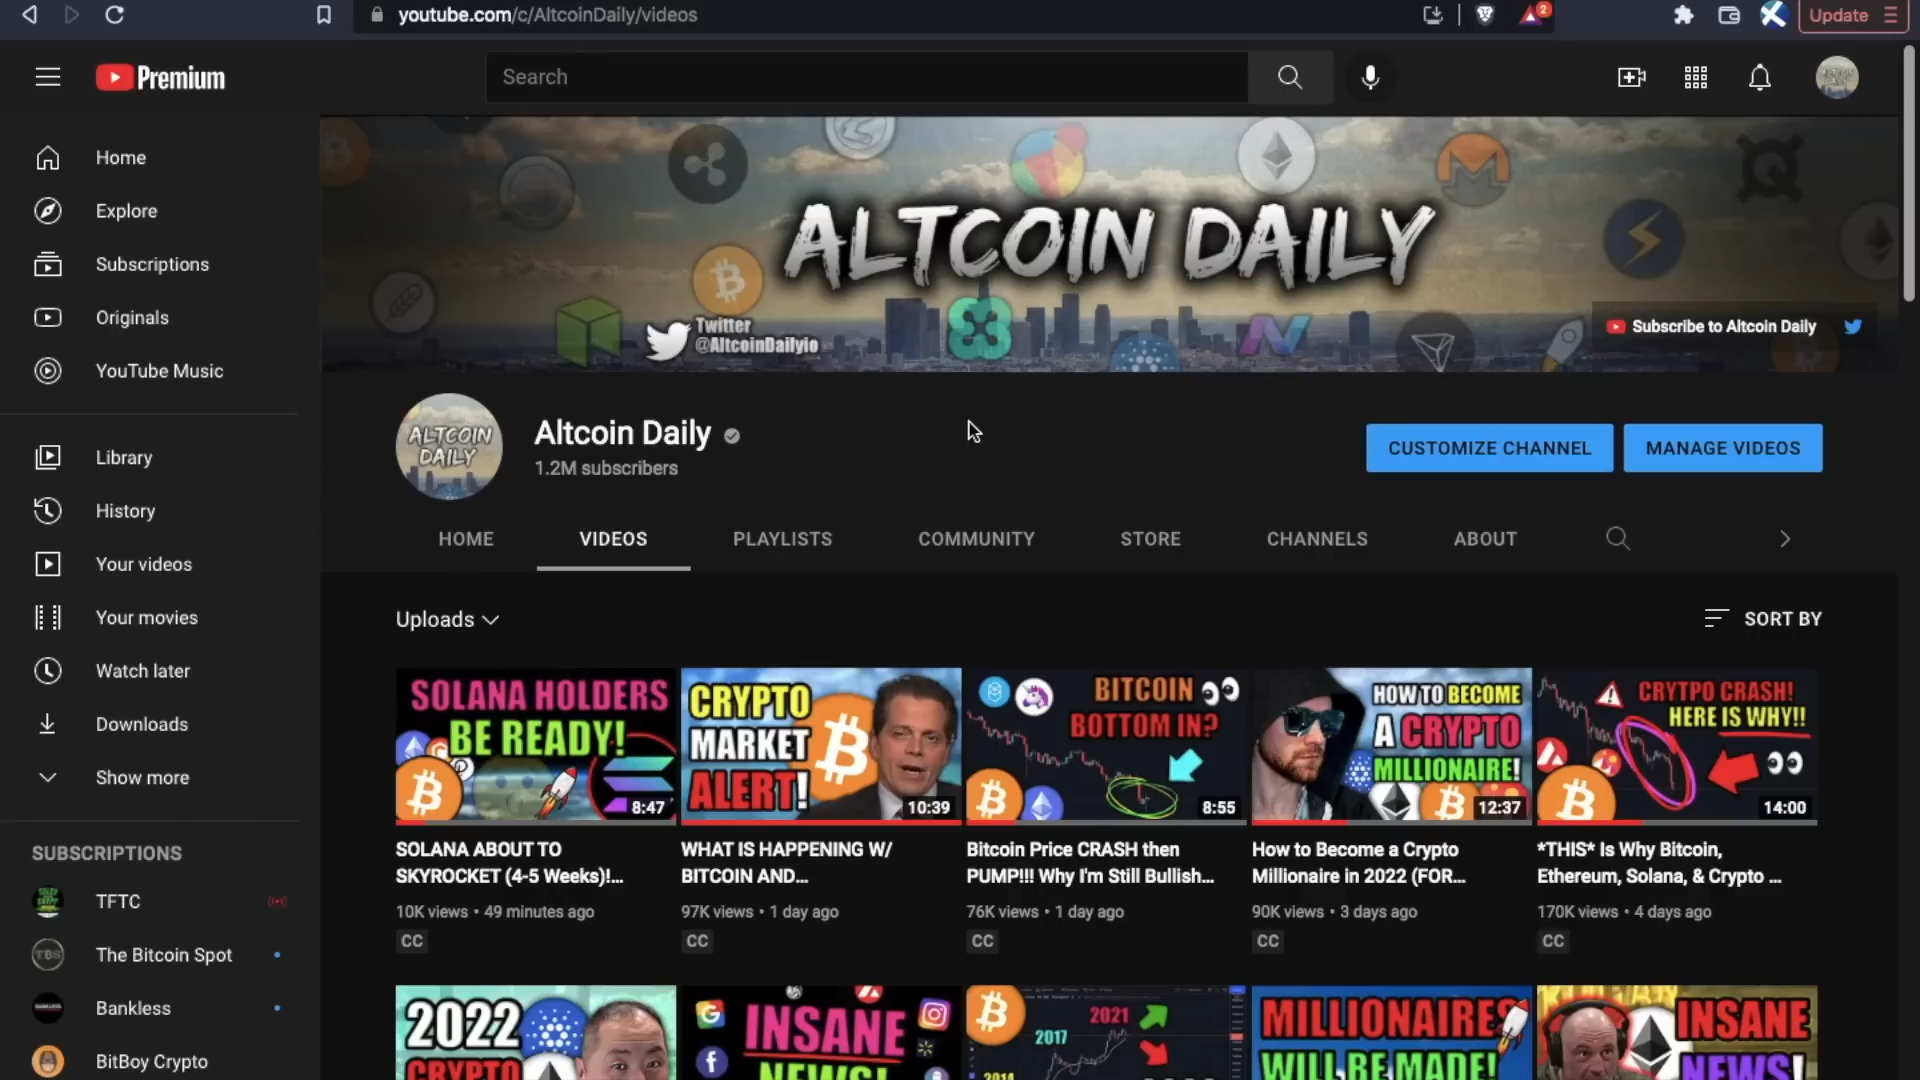 youtube.com/c/AltcoinDaily/videos
2
Update
Premium
Search
Home
Explore
Subscriptions
Originals
YouTube Music
Library
History
Your videos
Your movies
Watch later
Downloads
Show more
SUBSCRIPTIONS
TFTC
The Bitcoin Spot
Bankless
BitBoy Crypto
ALTCOIN DAILY
Twitter
@AltcoinDailyio
Subscribe to Altcoin Daily
ALTCOIN
DAILY
Altcoin Daily
1.2M subscribers
CUSTOMIZE CHANNEL
MANAGE VIDEOS
HOME
VIDEOS
PLAYLISTS
COMMUNITY
STORE
CHANNELS
ABOUT
Uploads
SORT BY
SOLANA HOLDERS
BE READY!
8:47
SOLANA ABOUT TO
SKYROCKET (4-5 Weeks)!...
10K views • 49 minutes ago
CC
CRYPTO
MARKET
ALERT!
10:39
WHAT IS HAPPENING W/
BITCOIN AND...
97K views • 1 day ago
CC
BITCOIN
BOTTOM IN?
8:55
Bitcoin Price CRASH then
PUMP!!! Why I'm Still Bullish...
76K views • 1 day ago
CC
HOW TO BECOME
A CRYPTO
MILLIONAIRE!
12:37
How to Become a Crypto
Millionaire in 2022 (FOR...
90K views • 3 days ago
CC
CRYTPO CRASH!
HERE IS WHY!!
14:00
*THIS* Is Why Bitcoin,
Ethereum, Solana, & Crypto ...
170K views • 4 days ago
CC
2022
CRYPTO
INSANE
NEWS!
2021
2017
2014
MILLIONAIRES
WILL BE MADE!
INSANE
NEWS!